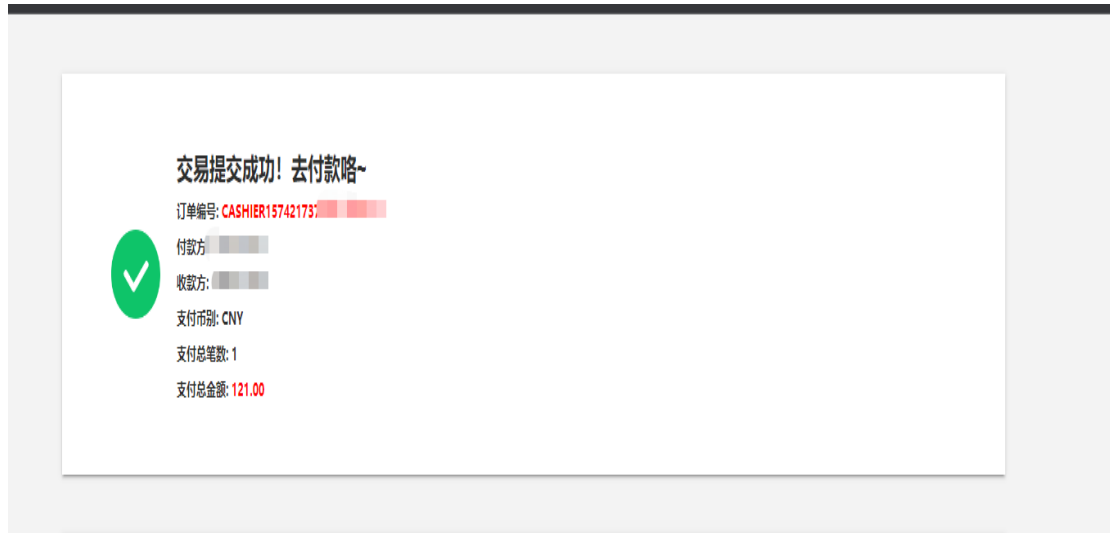 交易提交成功！去付款咯~
订单编号: CASHIER15742173
付款方
收款方:
支付币别: CNY
支付总笔数: 1
支付总金额: 121.00